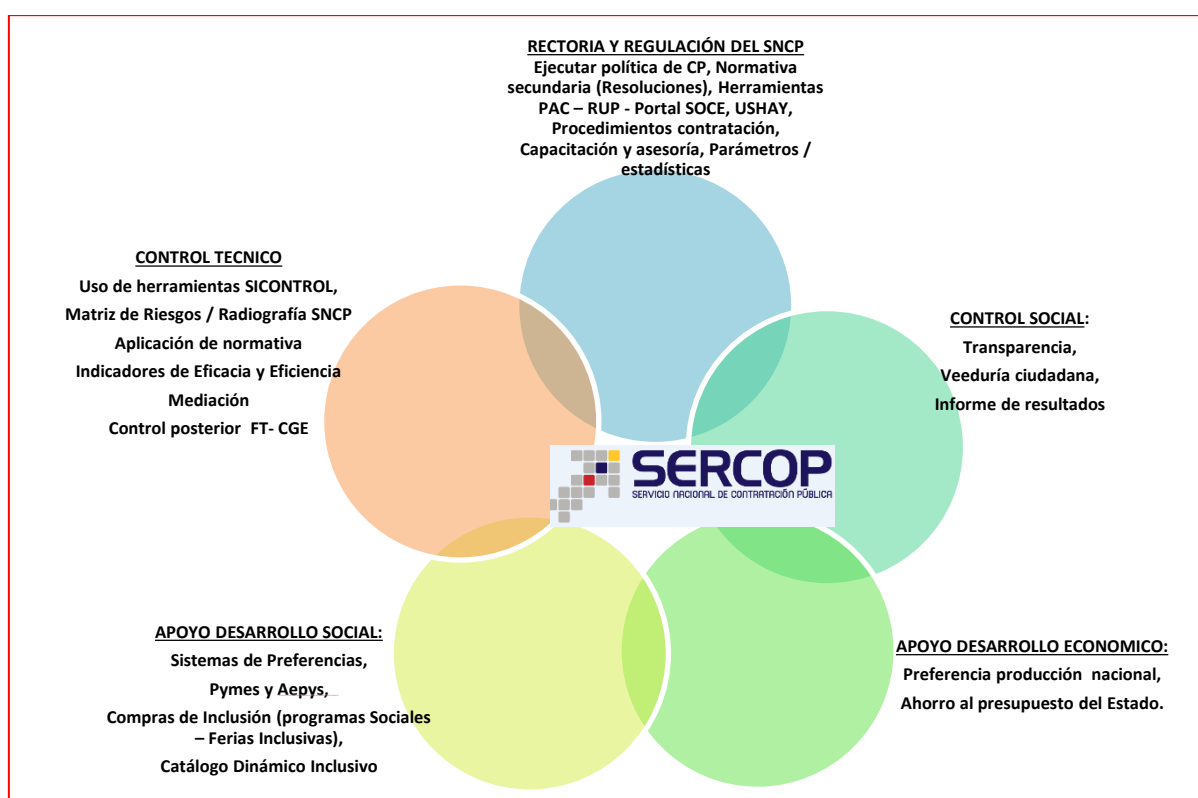 RECTORIA Y REGULACIÓN DEL SNCP
Ejecutar política de CP, Normativa
secundaria (Resoluciones), Herramientas
PAC – RUP - Portal SOCE, USHAY,
Procedimientos contratación,
Capacitación y asesoría, Parámetros /
estadísticas
CONTROL TECNICO
Uso de herramientas SICONTROL,
Matriz de Riesgos / Radiografía SNCP
Aplicación de normativa
Indicadores de Eficacia y Eficiencia
Mediación
Control posterior FT- CGE
CONTROL SOCIAL:
Transparencia,
Veeduría ciudadana,
Informe de resultados
SERCOP
SERVICIO NACIONAL DE CONTRATACIÓN PÚBLICA
APOYO DESARROLLO SOCIAL:
Sistemas de Preferencias,
Pymes y Aepys,
Compras de Inclusión (programas Sociales
– Ferias Inclusivas),
Catálogo Dinámico Inclusivo
APOYO DESARROLLO ECONOMICO:
Preferencia producción nacional,
Ahorro al presupuesto del Estado.